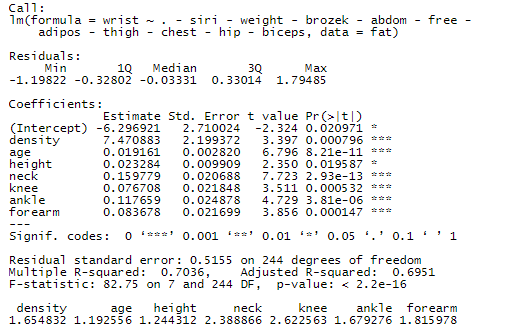 Call:
lm(formula = wrist ~ . - siri - weight - brozek - abdom - free -
    adipos - thigh - chest - hip - biceps, data = fat)
Residuals:
     Min       1Q   Median       3Q      Max
-1.19822 -0.32802 -0.03331  0.33014  1.79485
Coefficients:
             Estimate Std. Error t value Pr(>|t|)
(Intercept) -6.296921   2.710024  -2.324 0.020971 *
density      7.470883   2.199372   3.397 0.000796 ***
age          0.019161   0.002820   6.796 8.21e-11 ***
height       0.023284   0.009909   2.350 0.019587 *
neck         0.159779   0.020688   7.723 2.93e-13 ***
knee         0.076708   0.021848   3.511 0.000532 ***
ankle        0.117659   0.024878   4.729 3.81e-06 ***
forearm      0.083678   0.021699   3.856 0.000147 ***
---
Signif. codes:  0 ‘***’ 0.001 ‘**’ 0.01 ‘*’ 0.05 ‘.’ 0.1 ‘ ’ 1
Residual standard error: 0.5155 on 244 degrees of freedom
Multiple R-squared:  0.7036,    Adjusted R-squared:  0.6951
F-statistic: 82.75 on 7 and 244 DF,  p-value: < 2.2e-16
 density      age   height     neck     knee    ankle  forearm
1.654832 1.192556 1.244312 2.388866 2.622563 1.679276 1.815978